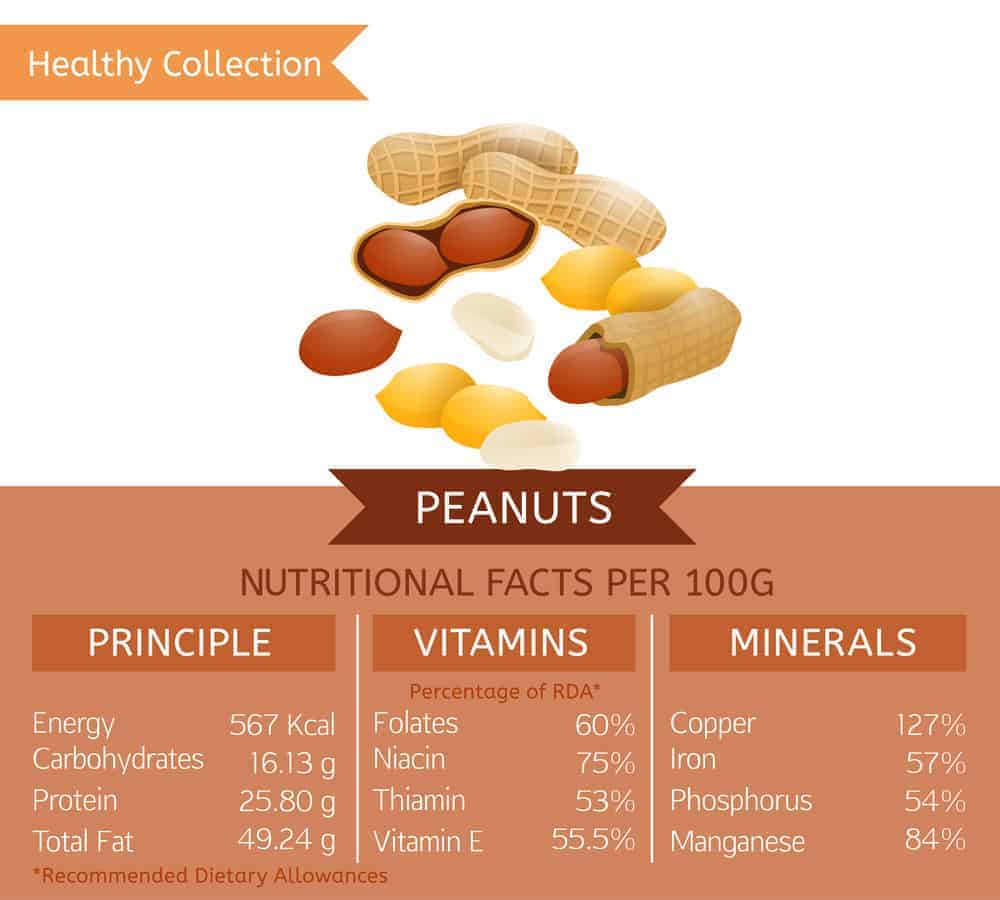 Healthy Collection
PEANUTS
NUTRITIONAL FACTS PER 100G
PRINCIPLE
Energy 567 Kcal
Carbohydrates 16.13 g
Protein 25.80 g
Total Fat 49.24 g
VITAMINS
Percentage of RDA*
Folates 60%
Niacin 75%
Thiamin 53%
Vitamin E 55.5%
MINERALS
Copper 127%
Iron 57%
Phosphorus 54%
Manganese 84%
*Recommended Dietary Allowances